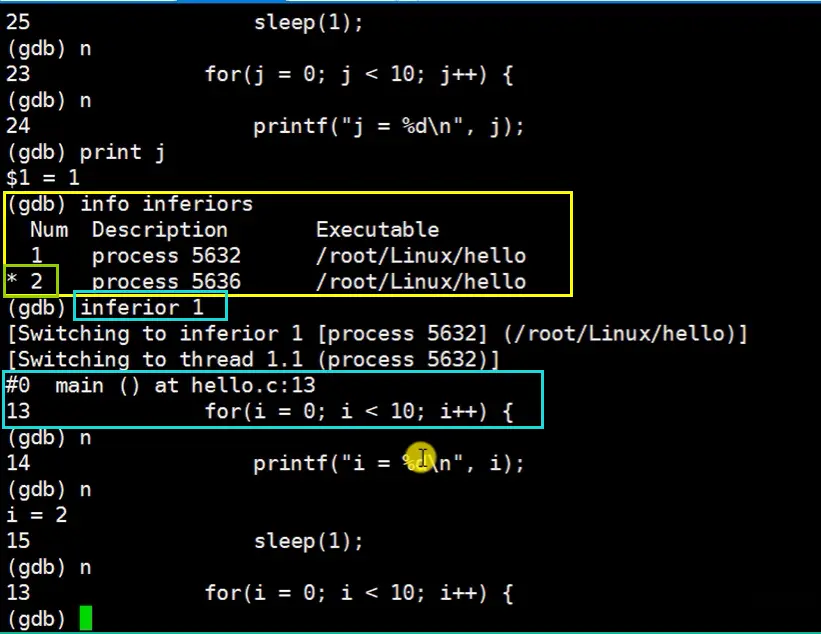 25                  sleep(1);
(gdb) n
23              for(j = 0; j < 10; j++) {
(gdb) n
24                  printf("j = %d\n", j);
(gdb) print j
$1 = 1
(gdb) info inferiors
  Num  Description       Executable
  1    process 5632      /root/Linux/hello
* 2    process 5636      /root/Linux/hello
(gdb) inferior 1
[Switching to inferior 1 [process 5632] (/root/Linux/hello)]
[Switching to thread 1.1 (process 5632)]
#0  main () at hello.c:13
13              for(i = 0; i < 10; i++) {
(gdb) n
14                  printf("i = %d\n", i);
(gdb) n
i = 2
15                  sleep(1);
(gdb) n
13              for(i = 0; i < 10; i++) {
(gdb)